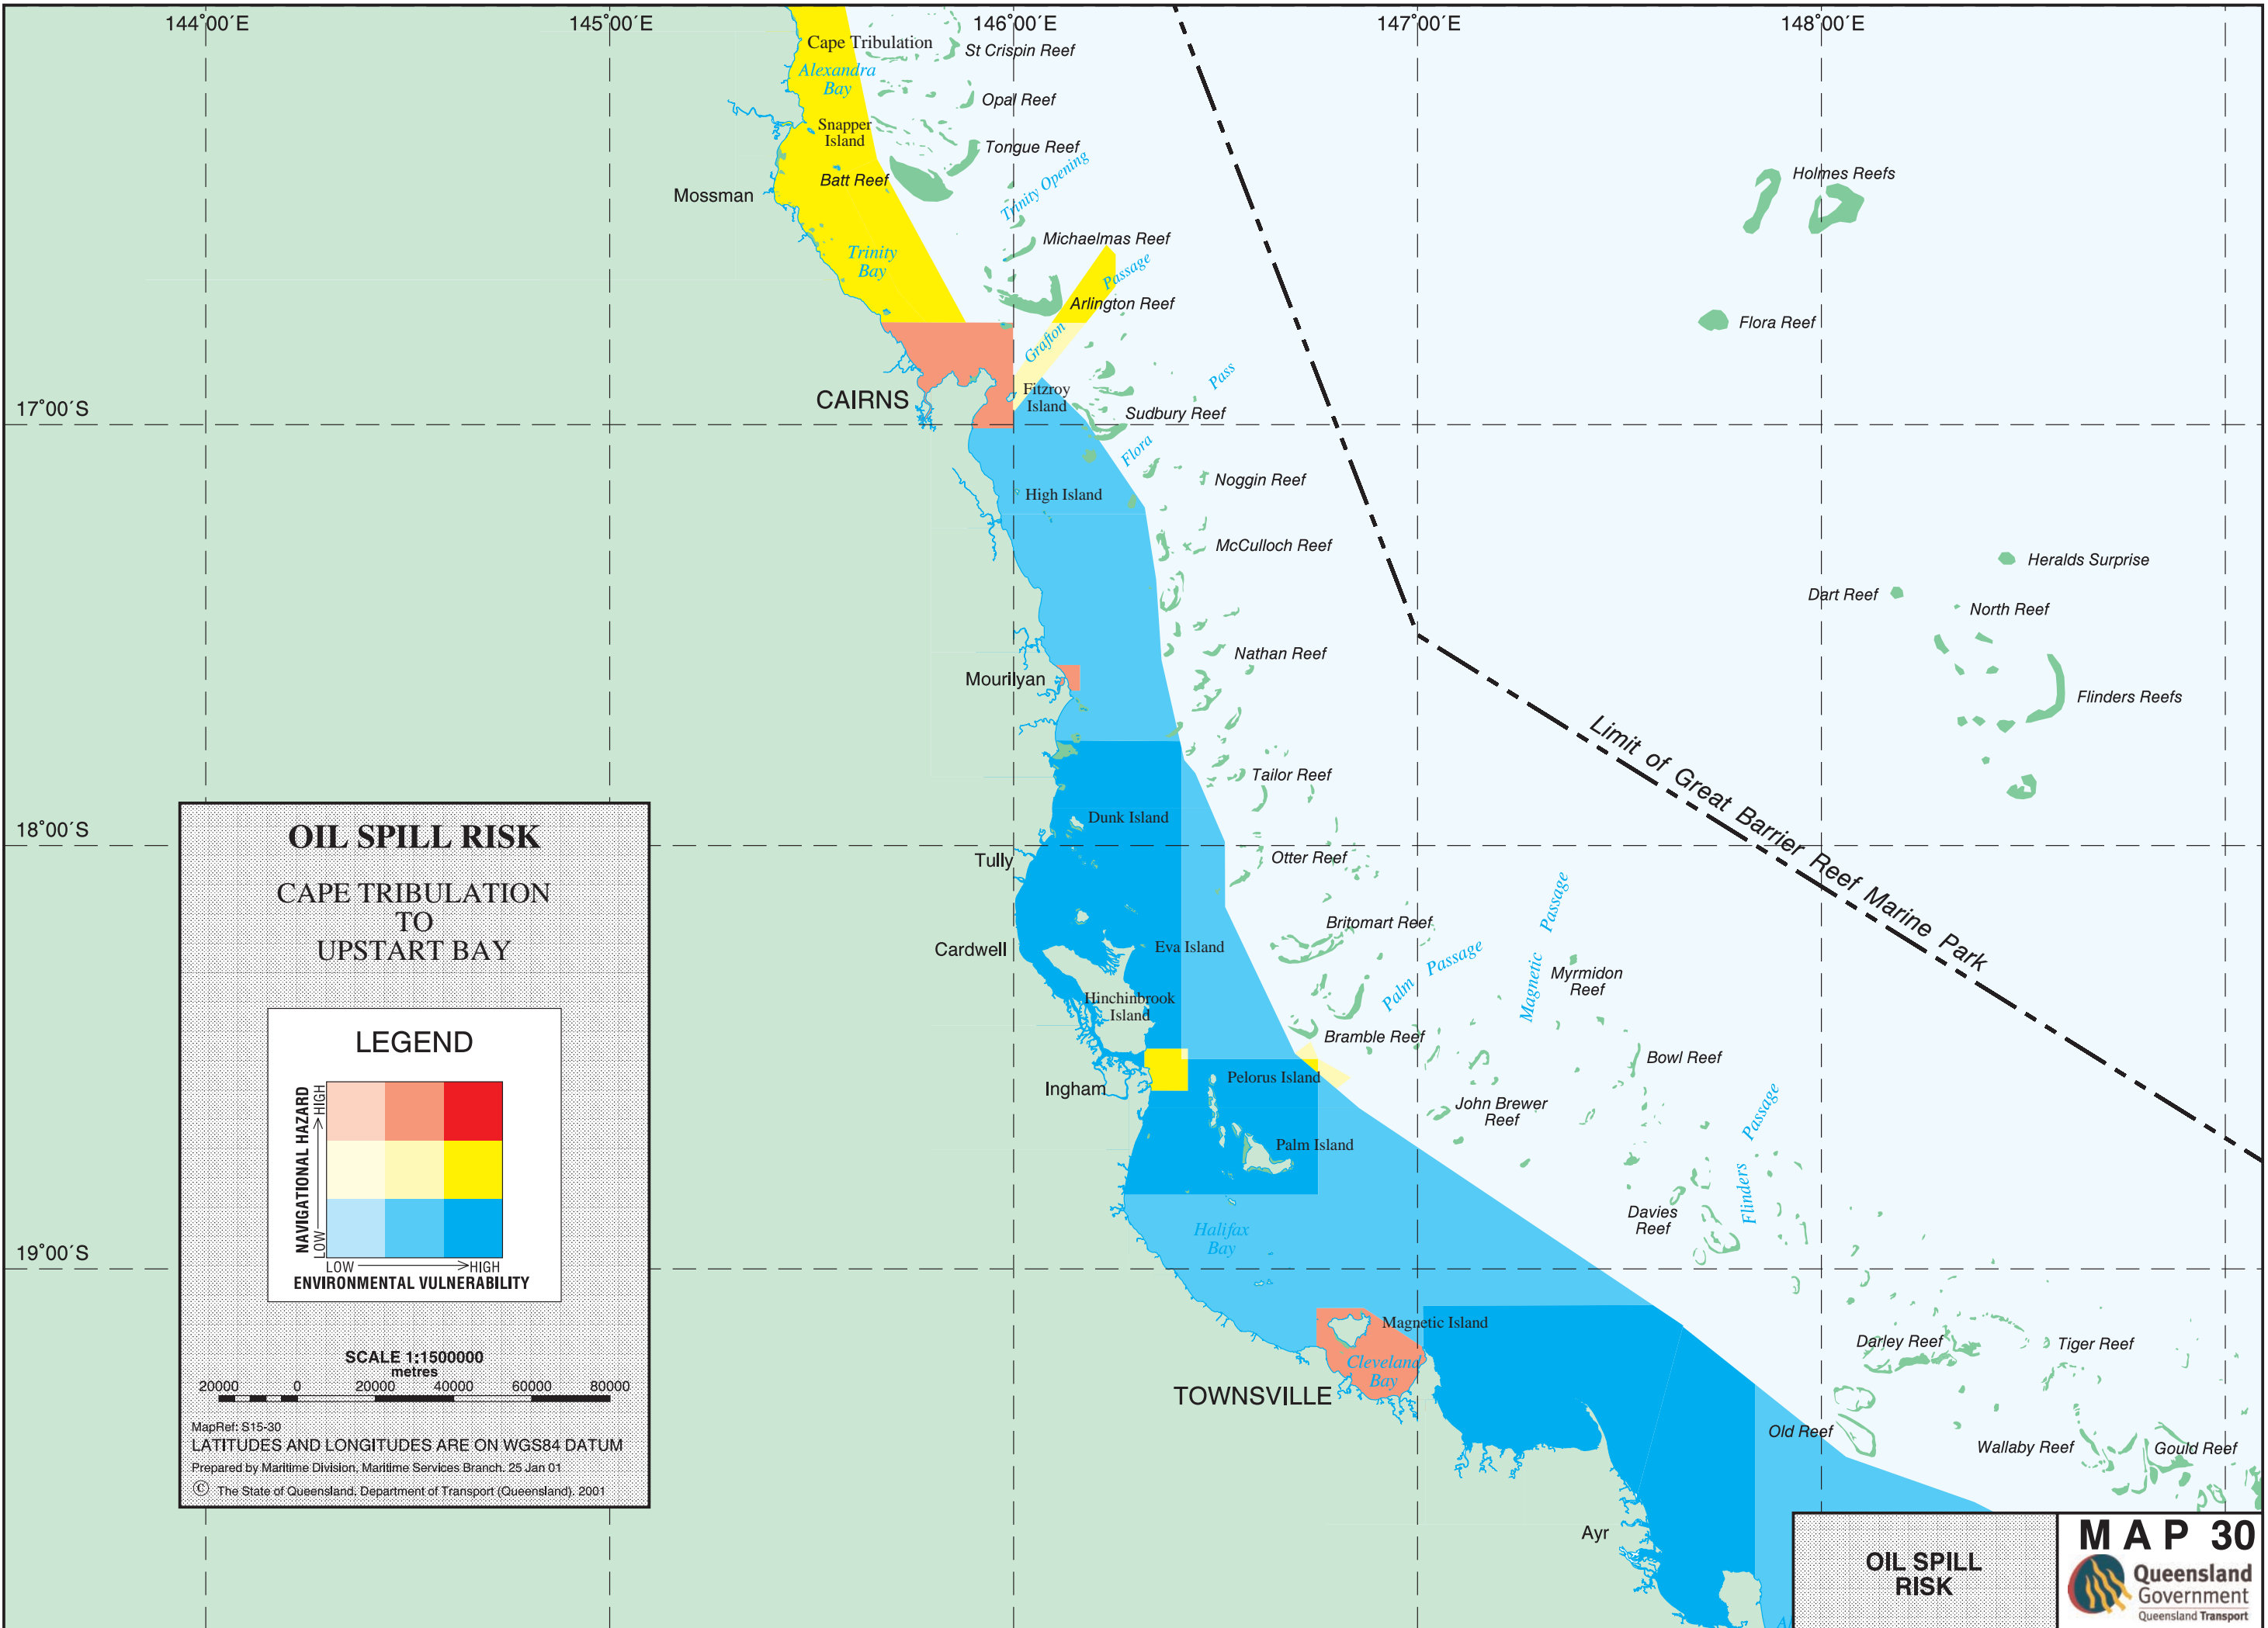 144°00´E
145°00´E
146°00´E
147°00´E
148°00´E
Cape Tribulation
St Crispin Reef
Alexandra
Bay
Opal Reef
Snapper
Island
Tongue Reef
Batt Reef
Trinity Opening
Mossman
Holmes Reefs
Michaelmas Reef
Trinity
Bay
Passage
Arlington Reef
Grafton
Flora Reef
Pass
Fitzroy
Island
CAIRNS
17°00´S
Sudbury Reef
Flora
Noggin Reef
High Island
McCulloch Reef
Heralds Surprise
Dart Reef
North Reef
Nathan Reef
Mourilyan
Flinders Reefs
Limit of Great Barrier Reef Marine Park
Tailor Reef
Dunk Island
18°00´S
Tully
Otter Reef
Passage
Britomart Reef
Cardwell
Eva Island
Passage
Palm
Magnetic
Myrmidon
Reef
Hinchinbrook
Island
Bramble Reef
Bowl Reef
Pelorus Island
Ingham
John Brewer
Reef
Passage
Palm Island
Flinders
Davies
Reef
Halifax
Bay
19°00´S
Magnetic Island
Darley Reef
Tiger Reef
Cleveland
Bay
TOWNSVILLE
Old Reef
Wallaby Reef
Gould Reef
Ayr
OIL SPILL RISK
CAPE TRIBULATION
TO
UPSTART BAY
LEGEND
NAVIGATIONAL HAZARD
LOW
HIGH
LOW
HIGH
ENVIRONMENTAL VULNERABILITY
SCALE 1:1500000
metres
20000 0 20000 40000 60000 80000
MapRef: S15-30
LATITUDES AND LONGITUDES ARE ON WGS84 DATUM
Prepared by Maritime Division, Maritime Services Branch. 25 Jan 01
© The State of Queensland. Department of Transport (Queensland). 2001
OIL SPILL
RISK
MAP 30
Queensland
Government
Queensland Transport